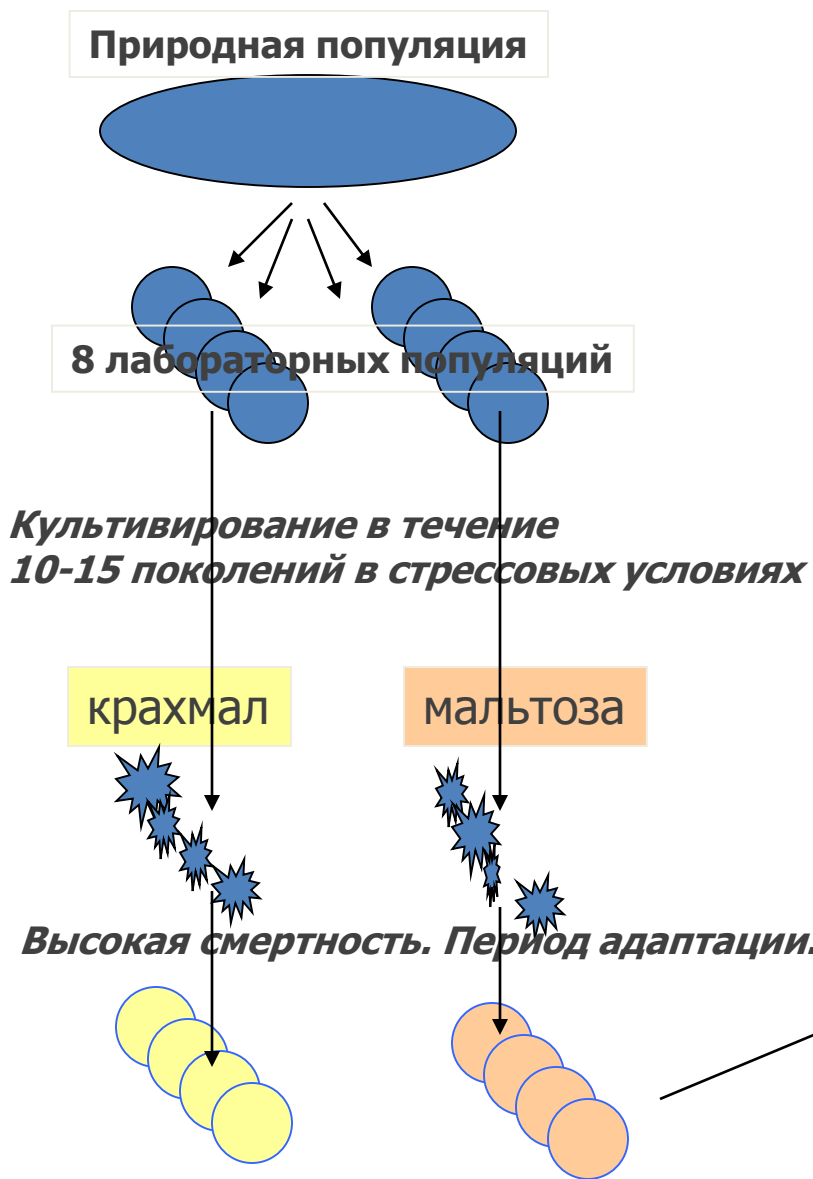 Природная популяция
8 лабораторных популяций
Культивирование в течение
10-15 поколений в стрессовых условиях
крахмал
мальтоза
Высокая смертность. Период адаптации.